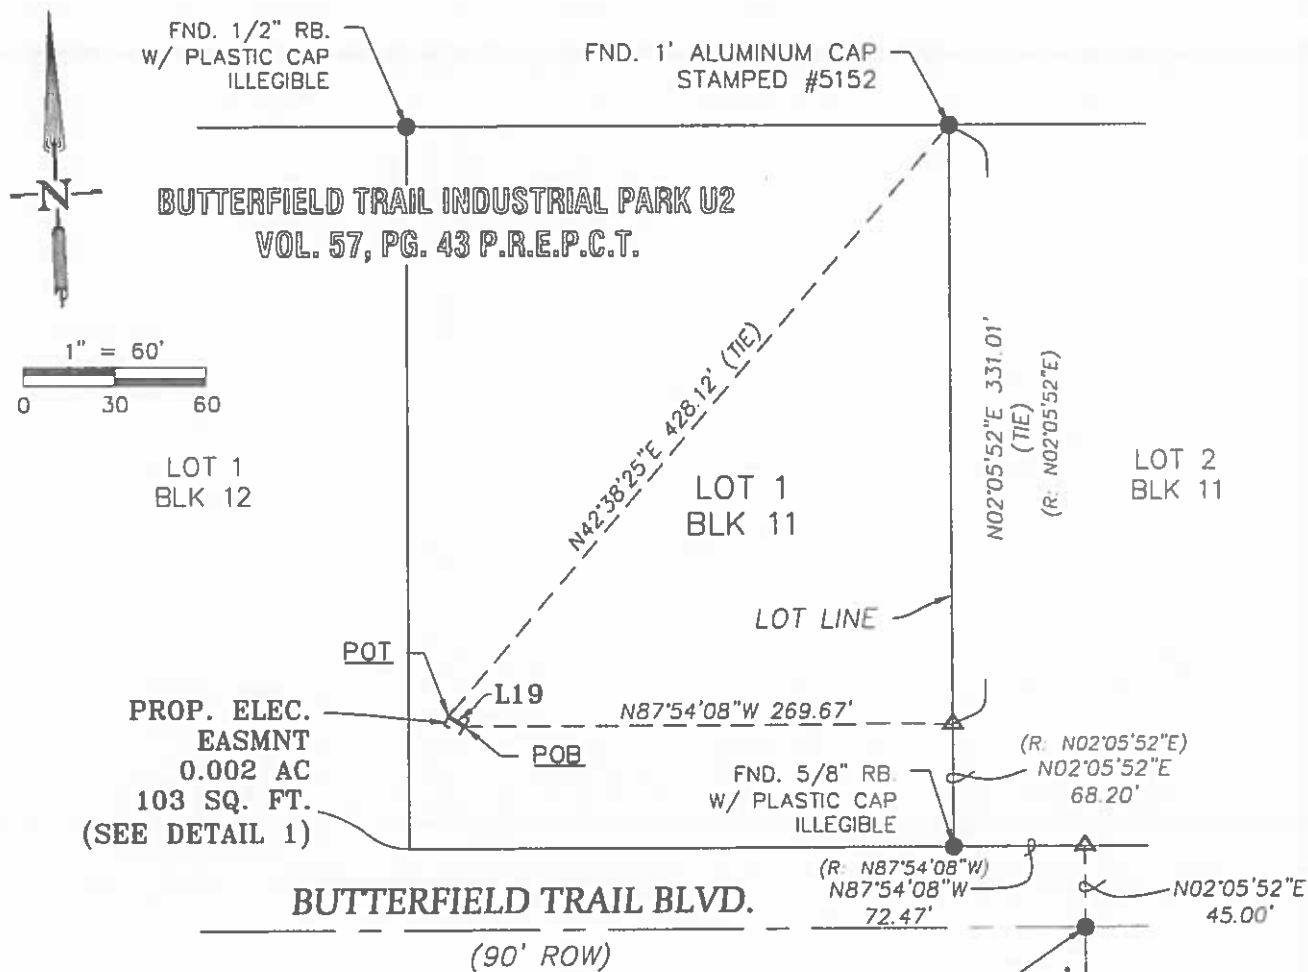 FND. 1/2" RB.
W/ PLASTIC CAP
ILLEGIBLE
FND. 1' ALUMINUM CAP
STAMPED #5152
N
BUTTERFIELD TRAIL INDUSTRIAL PARK U2
VOL. 57, PG. 43 P.R.E.P.C.T.
1" = 60'
0 30 60
LOT 1
BLK 12
N42°38'25"E 428.12' (TIE)
LOT 1
BLK 11
N02°05'52"E 331.01'
(TIE)
(R: N02°05'52"E)
LOT 2
BLK 11
LOT LINE
POT
L19
N87°54'08"W 269.67'
POB
PROP. ELEC.
EASMNT
0.002 AC
103 SQ. FT.
(SEE DETAIL 1)
FND. 5/8" RB.
W/ PLASTIC CAP
ILLEGIBLE
(R: N02°05'52"E)
N02°05'52"E
68.20'
(R: N87°54'08"W)
N87°54'08"W
72.47'
N02°05'52"E
45.00'
BUTTERFIELD TRAIL BLVD.
(90' ROW)